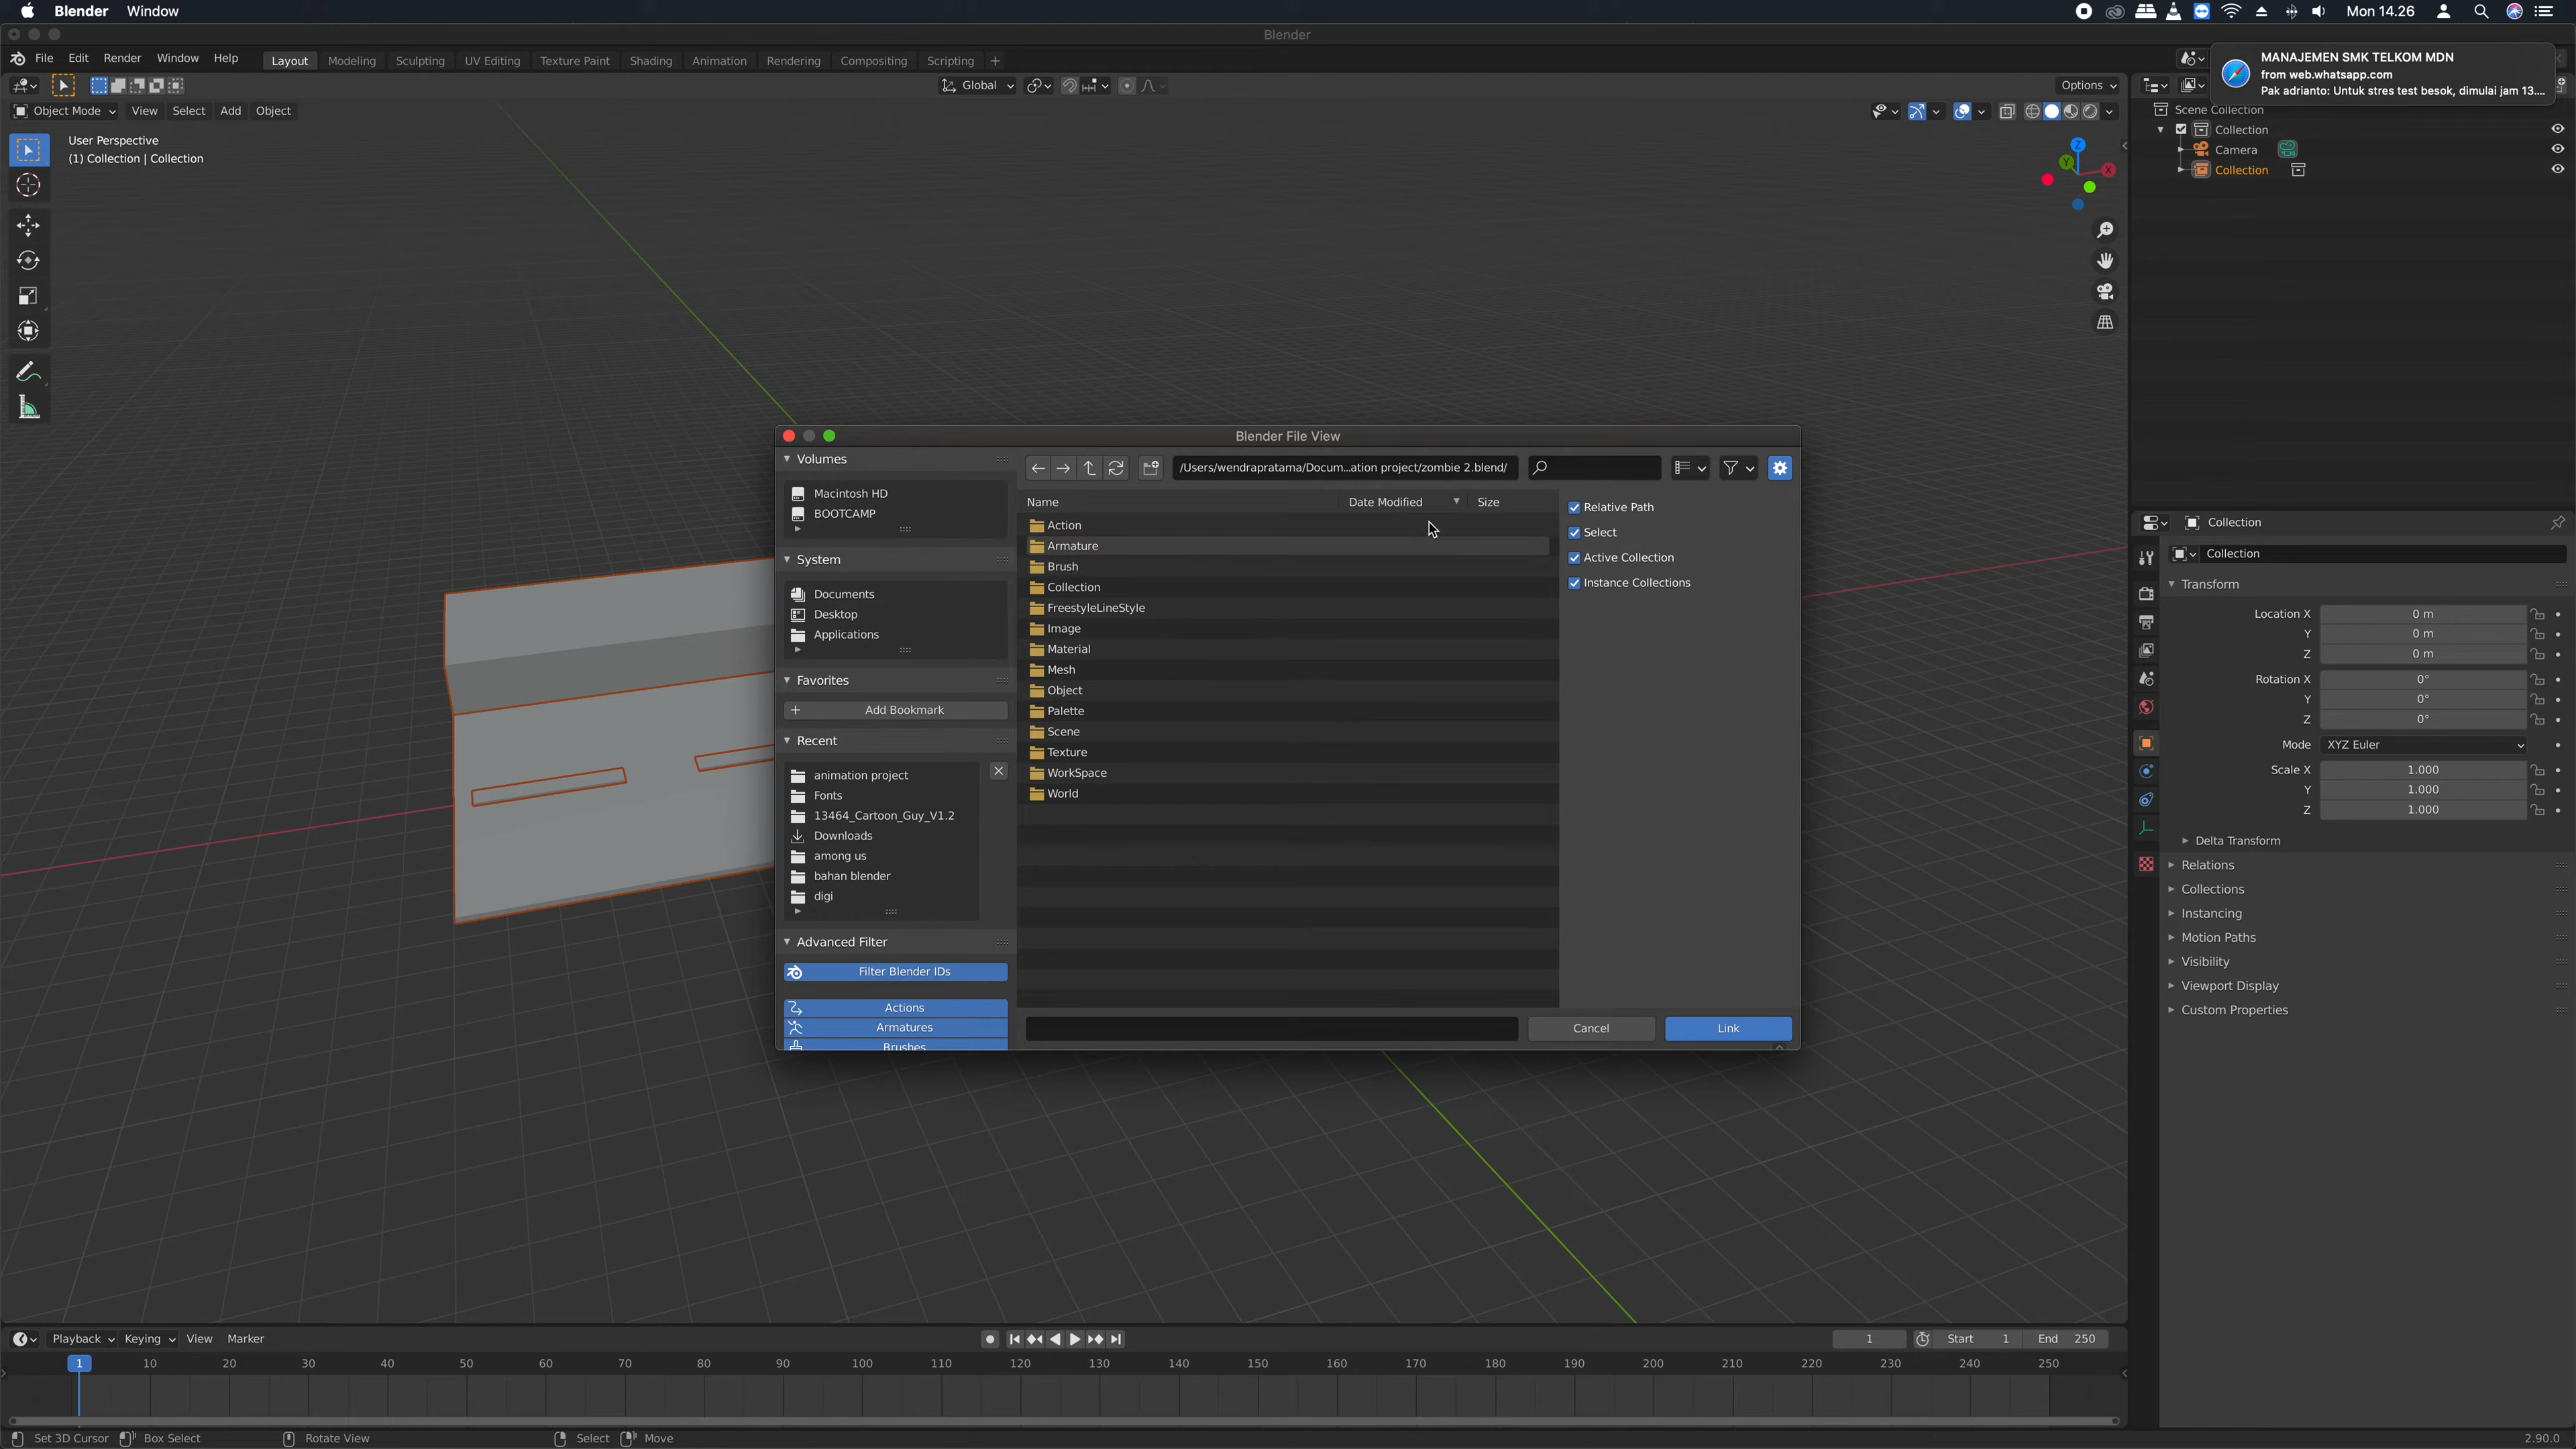 Blender Window
Mon 14.26
Blender
File Edit Render Window Help
Layout Modeling Sculpting UV Editing Texture Paint Shading Animation Rendering Compositing Scripting +
MANAJEMEN SMK TELKOM MDN
from web.whatsapp.com
Pak adrianto: Untuk stres test besok, dimulai jam 13....
Global
Options
Object Mode View Select Add Object
User Perspective
(1) Collection | Collection
Z
Y
X
Scene Collection
Collection
Camera
Collection
Blender File View
Volumes
Macintosh HD
BOOTCAMP
System
Documents
Desktop
Applications
Favorites
Add Bookmark
Recent
animation project
Fonts
13464_Cartoon_Guy_V1.2
Downloads
among us
bahan blender
digi
Advanced Filter
Filter Blender IDs
Actions
Armatures
Brushes
/Users/wendrapratama/Docum...ation project/zombie 2.blend/
Name Date Modified Size
Action
Armature
Brush
Collection
FreestyleLineStyle
Image
Material
Mesh
Object
Palette
Scene
Texture
WorkSpace
World
Relative Path
Select
Active Collection
Instance Collections
Cancel Link
Collection
Collection
Transform
Location X 0 m
Y 0 m
Z 0 m
Rotation X 0°
Y 0°
Z 0°
Mode XYZ Euler
Scale X 1.000
Y 1.000
Z 1.000
Delta Transform
Relations
Collections
Instancing
Motion Paths
Visibility
Viewport Display
Custom Properties
Playback Keying View Marker
1 Start 1 End 250
1 10 20 30 40 50 60 70 80 90 100 110 120 130 140 150 160 170 180 190 200 210 220 230 240 250
Set 3D Cursor Box Select Rotate View Select Move
2.90.0